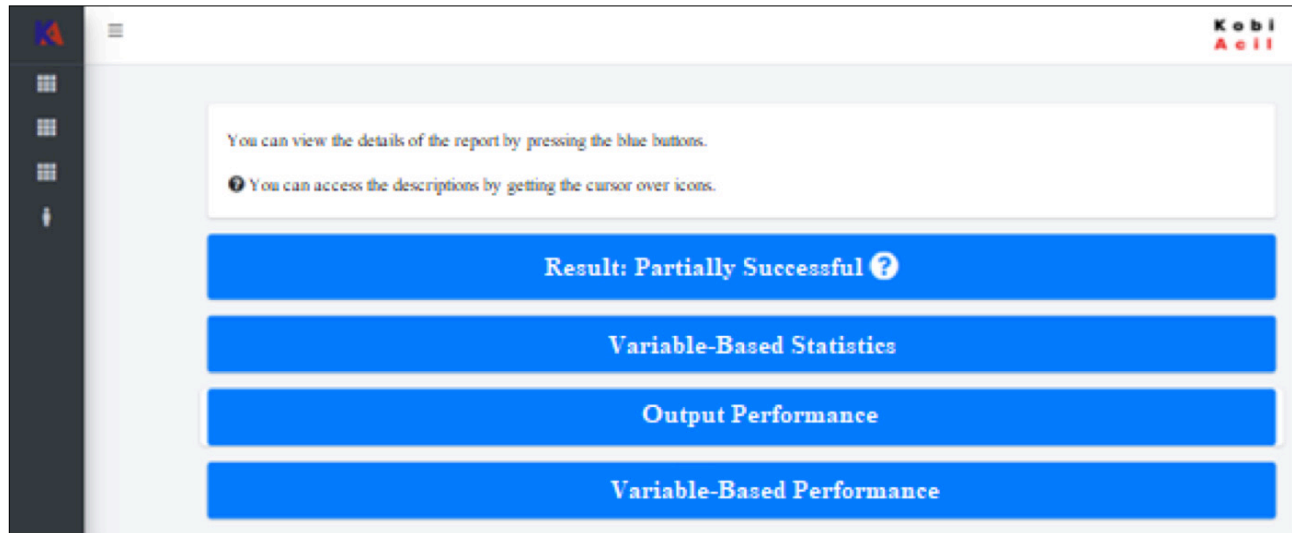 KA
Kobi
Acil
You can view the details of the report by pressing the blue buttons.
? You can access the descriptions by getting the cursor over icons.
Result: Partially Successful ?
Variable-Based Statistics
Output Performance
Variable-Based Performance